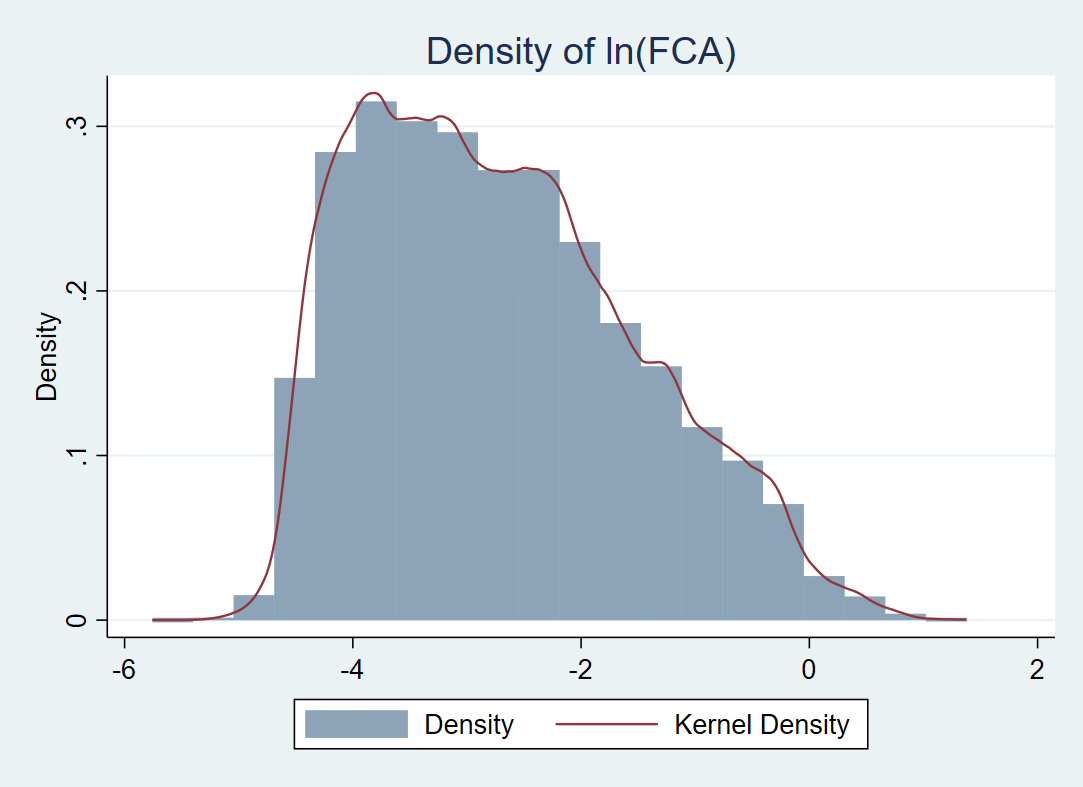 Density of ln(FCA)
Density
.3
.2
.1
0
-6 -4 -2 0 2
Density Kernel Density